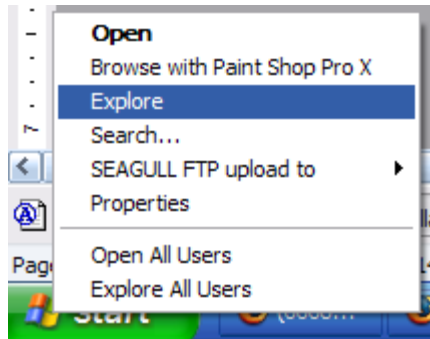 Open
Browse with Paint Shop Pro X
Explore
Search...
SEAGULL FTP upload to
Properties
Open All Users
Explore All Users
Page
Start